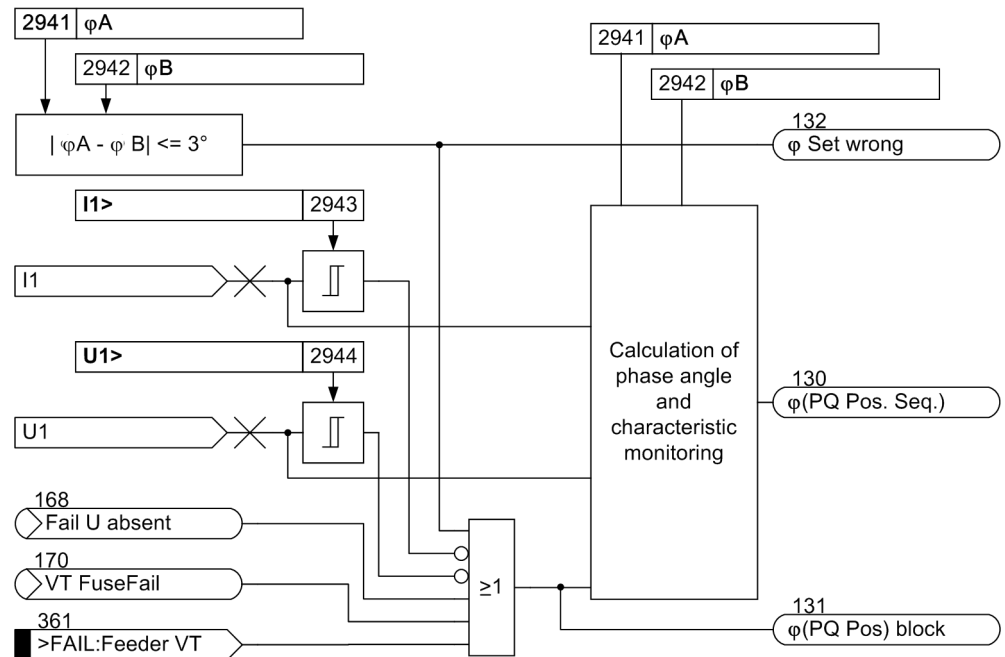 2941 φA
2942 φB
| φA - φ B| <= 3°
2941 φA
2942 φB
132
φ Set wrong
I1> 2943
I1
U1> 2944
U1
Calculation of
phase angle
and
characteristic
monitoring
130
φ(PQ Pos. Seq.)
168
Fail U absent
170
VT FuseFail
361
>FAIL:Feeder VT
≥1
131
φ(PQ Pos) block